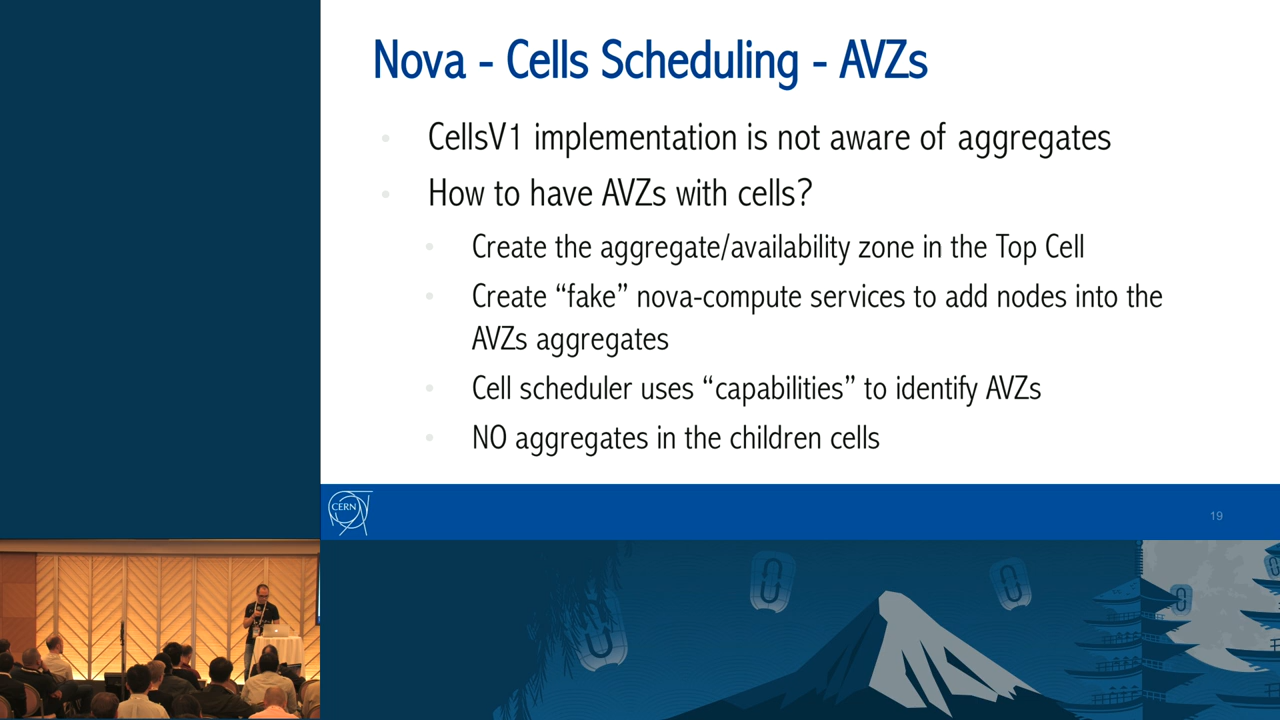 Nova - Cells Scheduling - AVZs
CellsV1 implementation is not aware of aggregates
How to have AVZs with cells?
Create the aggregate/availability zone in the Top Cell
Create “fake” nova-compute services to add nodes into the
AVZs aggregates
Cell scheduler uses “capabilities” to identify AVZs
NO aggregates in the children cells
CERN
19